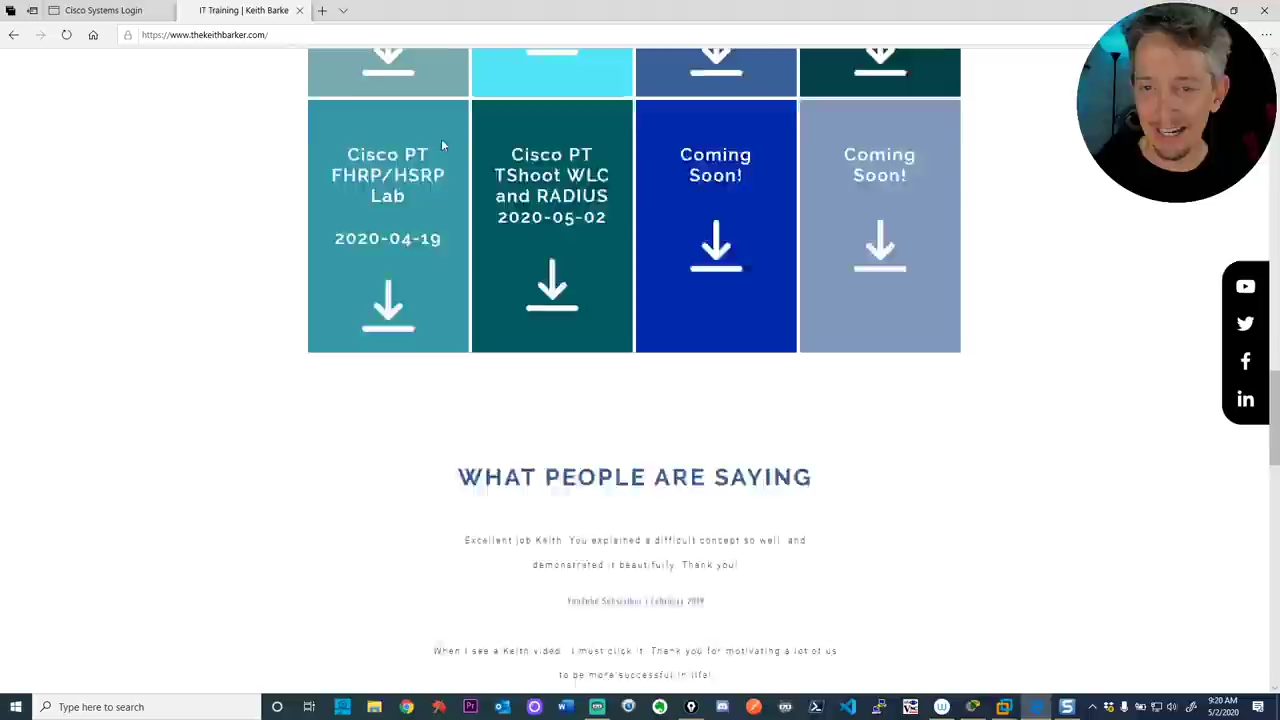 Cisco Systems Login
IT Training | Keith Barke
https://www.thekeithbarker.com/
Cisco PT
FHRP/HSRP
Lab
2020-04-19
Cisco PT
TShoot WLC
and RADIUS
2020-05-02
Coming
Soon!
Coming
Soon!
WHAT PEOPLE ARE SAYING
Excellent job Keith. You explained a difficult concept so well and
demonstrated it beautifully. Thank you!
YouTube Subscriber | February 2019
When I see a Keith video, I must click it. Thank you for motivating a lot of us
to be more successful in life!
Type here to search
9:20 AM
5/2/2020